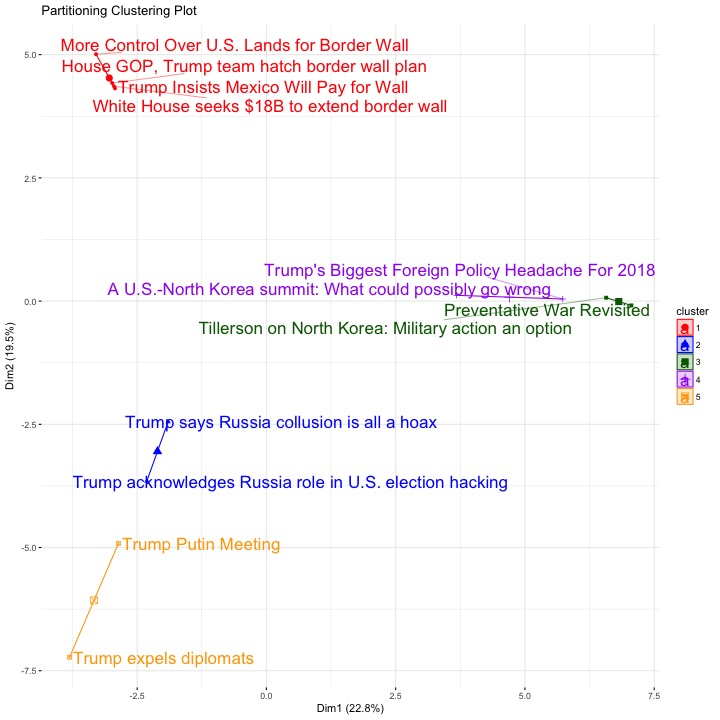 Partitioning Clustering Plot
5.0
More Control Over U.S. Lands for Border Wall
House GOP, Trump team hatch border wall plan
Trump Insists Mexico Will Pay for Wall
White House seeks $18B to extend border wall
2.5
Trump's Biggest Foreign Policy Headache For 2018
A U.S.-North Korea summit: What could possibly go wrong
0.0
Preventative War Revisited
Tillerson on North Korea: Military action an option
cluster
a 1
a 2
a 3
a 4
a 5
Dim2 (19.5%)
-2.5
Trump says Russia collusion is all a hoax
Trump acknowledges Russia role in U.S. election hacking
-5.0
Trump Putin Meeting
Trump expels diplomats
-7.5
-2.5 0.0 2.5 5.0 7.5
Dim1 (22.8%)